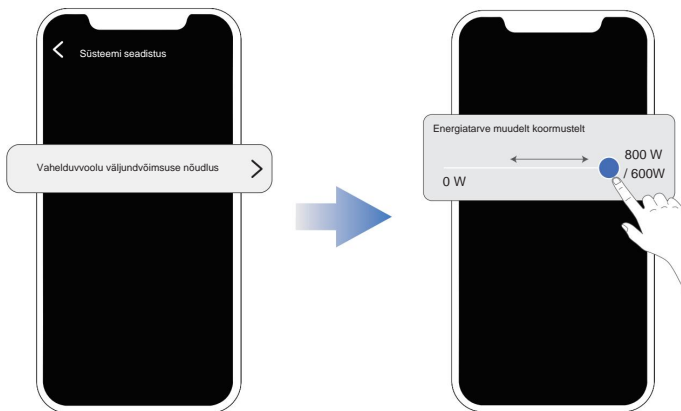 Süsteemi seadistus
Vahelduvvoolu väljundvõimsuse nõudlus
Energiatarve muudelt koormustelt
800 W
/ 600W
0 W